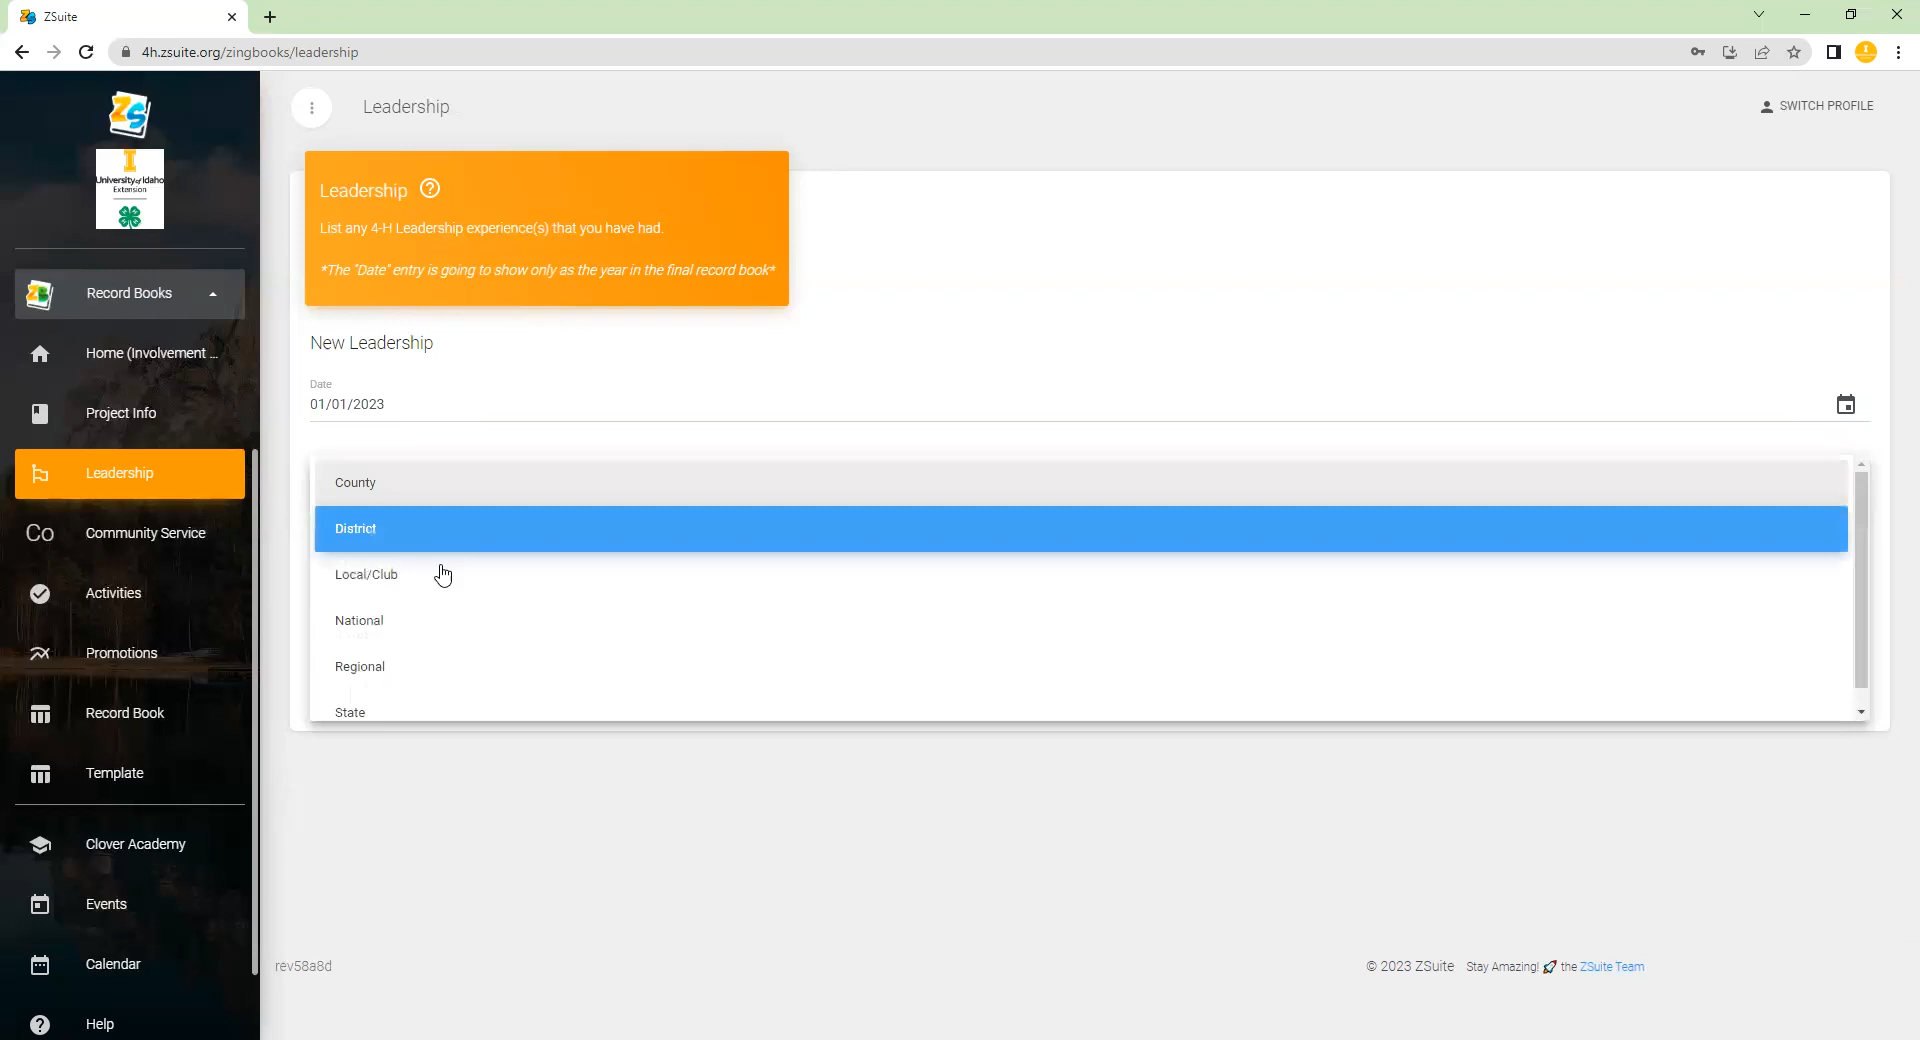 ZSuite
4h.zsuite.org/zingbooks/leadership
University of Idaho
Extension
Record Books
Home (Involvement ...
Project Info
Leadership
Co Community Service
Activities
Promotions
Record Book
Template
Clover Academy
Events
Calendar
Help
Leadership
SWITCH PROFILE
Leadership
List any 4-H Leadership experience(s) that you have had.
*The "Date" entry is going to show only as the year in the final record book*
New Leadership
Date
01/01/2023
County
District
Local/Club
National
Regional
State
rev58a8d
© 2023 ZSuite Stay Amazing! 🚀 the ZSuite Team